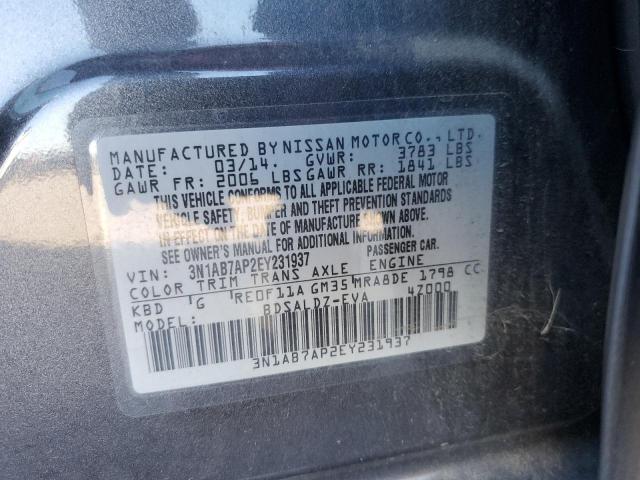 MANUFACTURED BY NISSAN MOTOR CO., LTD.
DATE: 03/14. GVWR: 3783 LBS
GAWR FR: 2006 LBS GAWR RR: 1841 LBS
THIS VEHICLE CONFORMS TO ALL APPLICABLE FEDERAL MOTOR
VEHICLE SAFETY, BUMPER AND THEFT PREVENTION STANDARDS
IN EFFECT ON THE DATE OF MANUFACTURE SHOWN ABOVE.
SEE OWNER'S MANUAL FOR ADDITIONAL INFORMATION.
VIN: 3N1AB7AP2EY231937 PASSENGER CAR.
COLOR TRIM TRANS AXLE ENGINE
KBD G RE0F11A GM35 MRA8DE 1798 CC
MODEL: BDSALDZ-EVA 47000
3N1AB7AP2EY231937